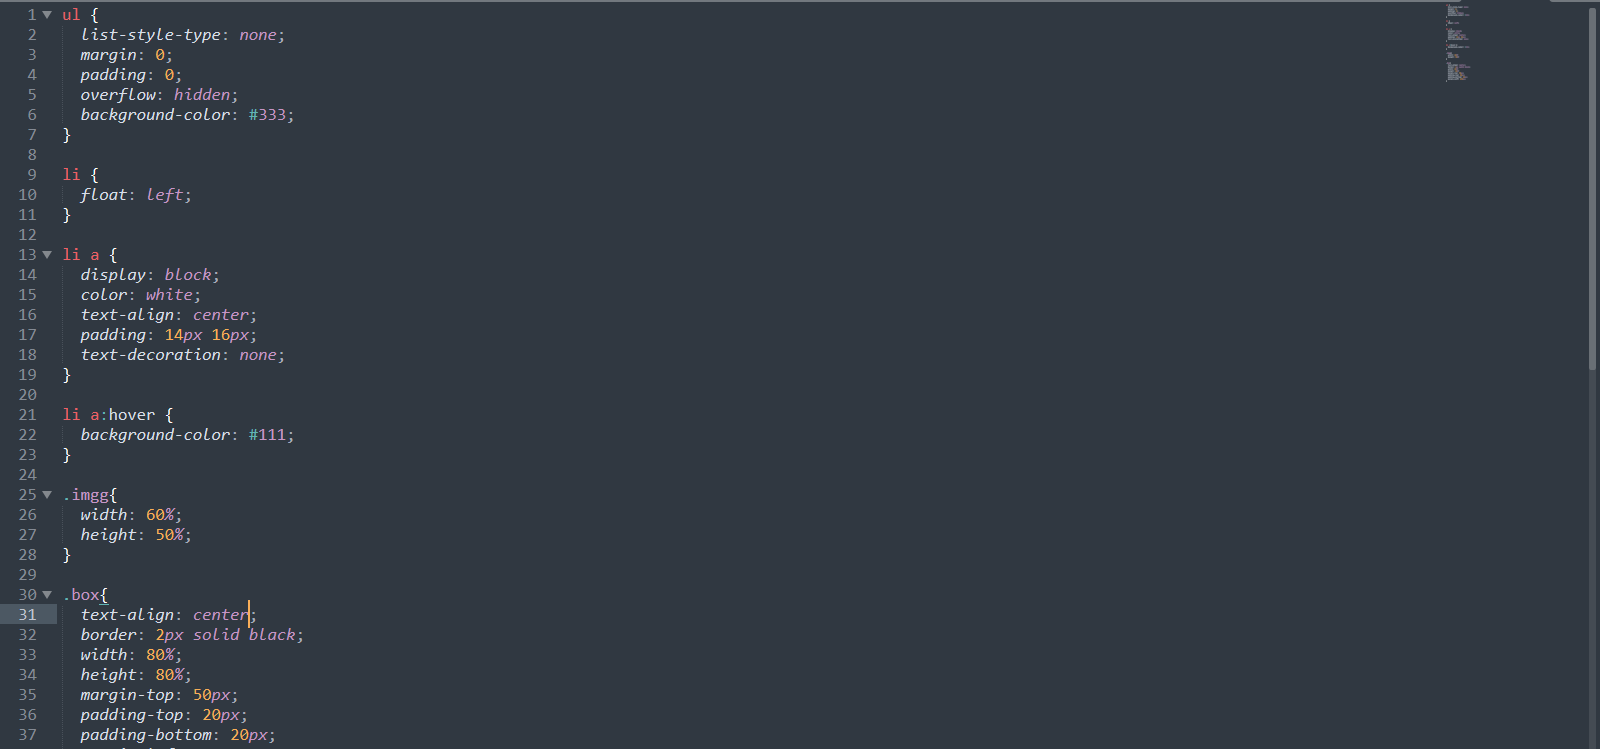 1 ul {
2 list-style-type: none;
3 margin: 0;
4 padding: 0;
5 overflow: hidden;
6 background-color: #333;
7 }
8
9 li {
10 float: left;
11 }
12
13 li a {
14 display: block;
15 color: white;
16 text-align: center;
17 padding: 14px 16px;
18 text-decoration: none;
19 }
20
21 li a:hover {
22 background-color: #111;
23 }
24
25 .imgg{
26 width: 60%;
27 height: 50%;
28 }
29
30 .box{
31 text-align: center;
32 border: 2px solid black;
33 width: 80%;
34 height: 80%;
35 margin-top: 50px;
36 padding-top: 20px;
37 padding-bottom: 20px;